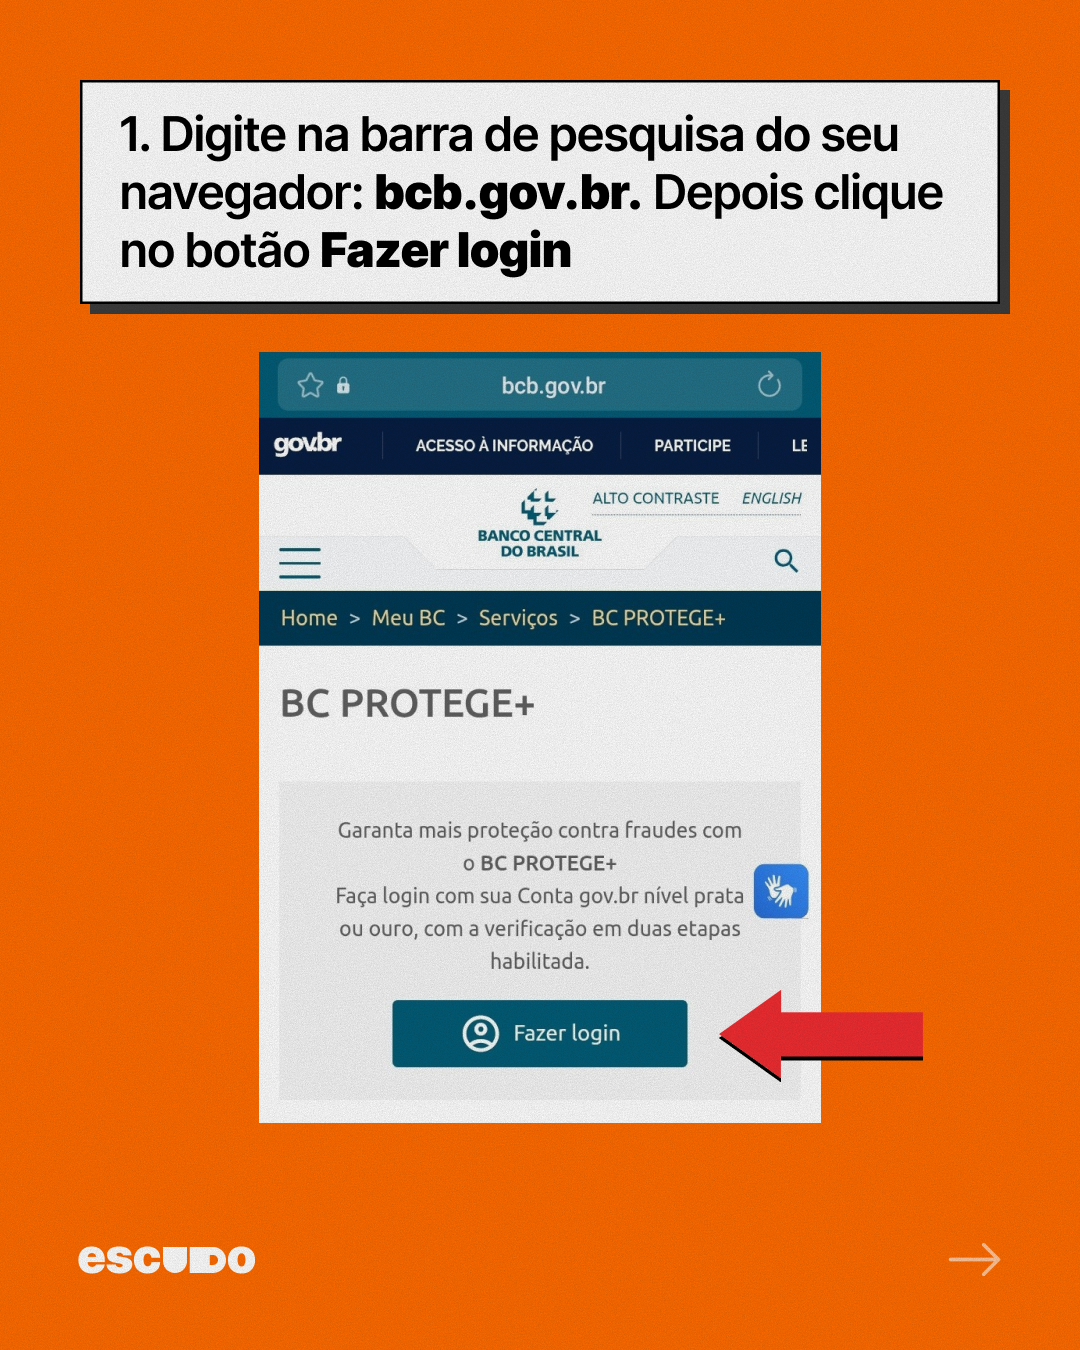 1. Digite na barra de pesquisa do seu
navegador: bcb.gov.br. Depois clique
no botão Fazer login
bcb.gov.br
gov.br
ACESSO À INFORMAÇÃO
PARTICIPE
LE
ALTO CONTRASTE
ENGLISH
BANCO CENTRAL
DO BRASIL
Home > Meu BC > Serviços > BC PROTEGE+
BC PROTEGE+
Garanta mais proteção contra fraudes com
o BC PROTEGE+
Faça login com sua Conta gov.br nível prata
ou ouro, com a verificação em duas etapas
habilitada.
Fazer login
escudo